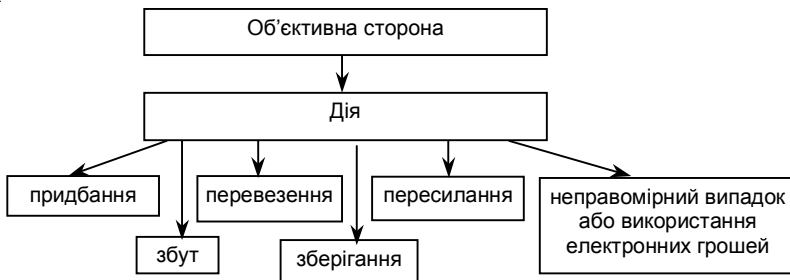 Об’єктивна сторона
Дія
придбання
збут
перевезення
зберігання
пересилання
неправомірний випадок
або використання
електронних грошей